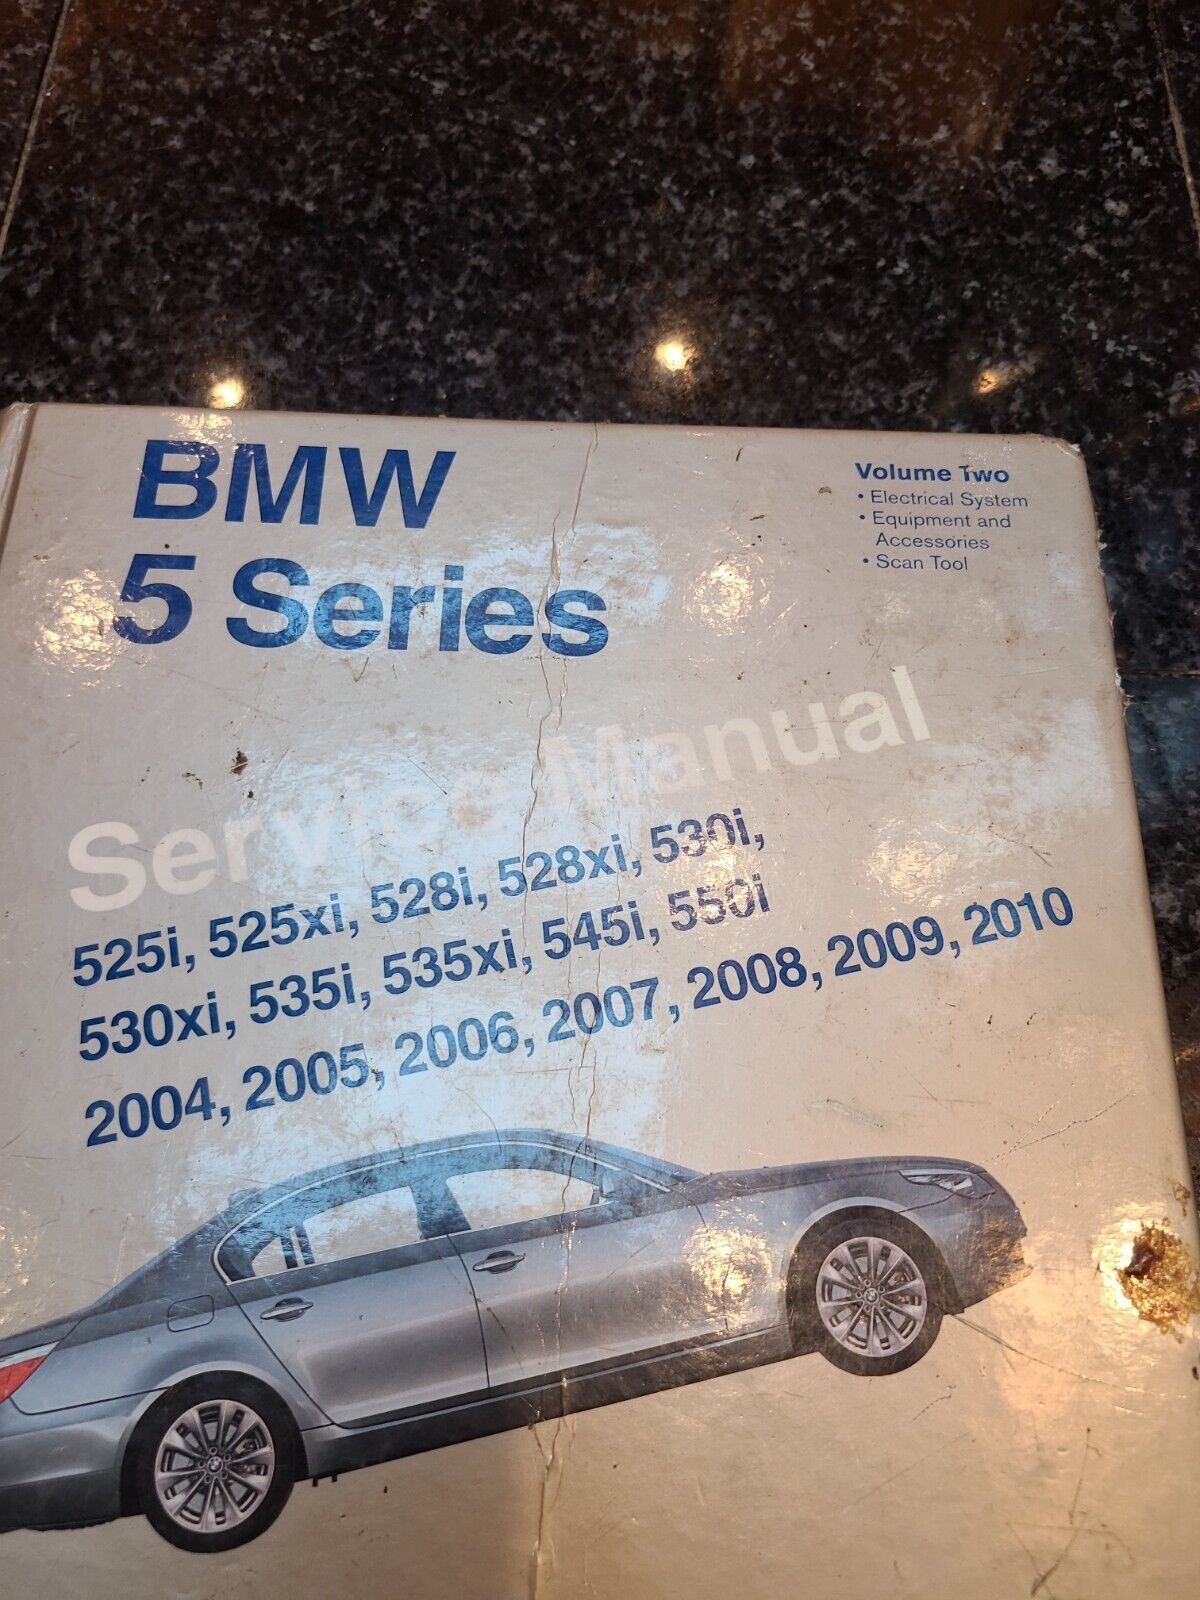 BMW
5 Series
Volume Two
• Electrical System
• Equipment and
Accessories
• Scan Tool
Service Manual
525i, 525xi, 528i, 528xi, 530i,
530xi, 535i, 535xi, 545i, 550i
2004, 2005, 2006, 2007, 2008, 2009, 2010